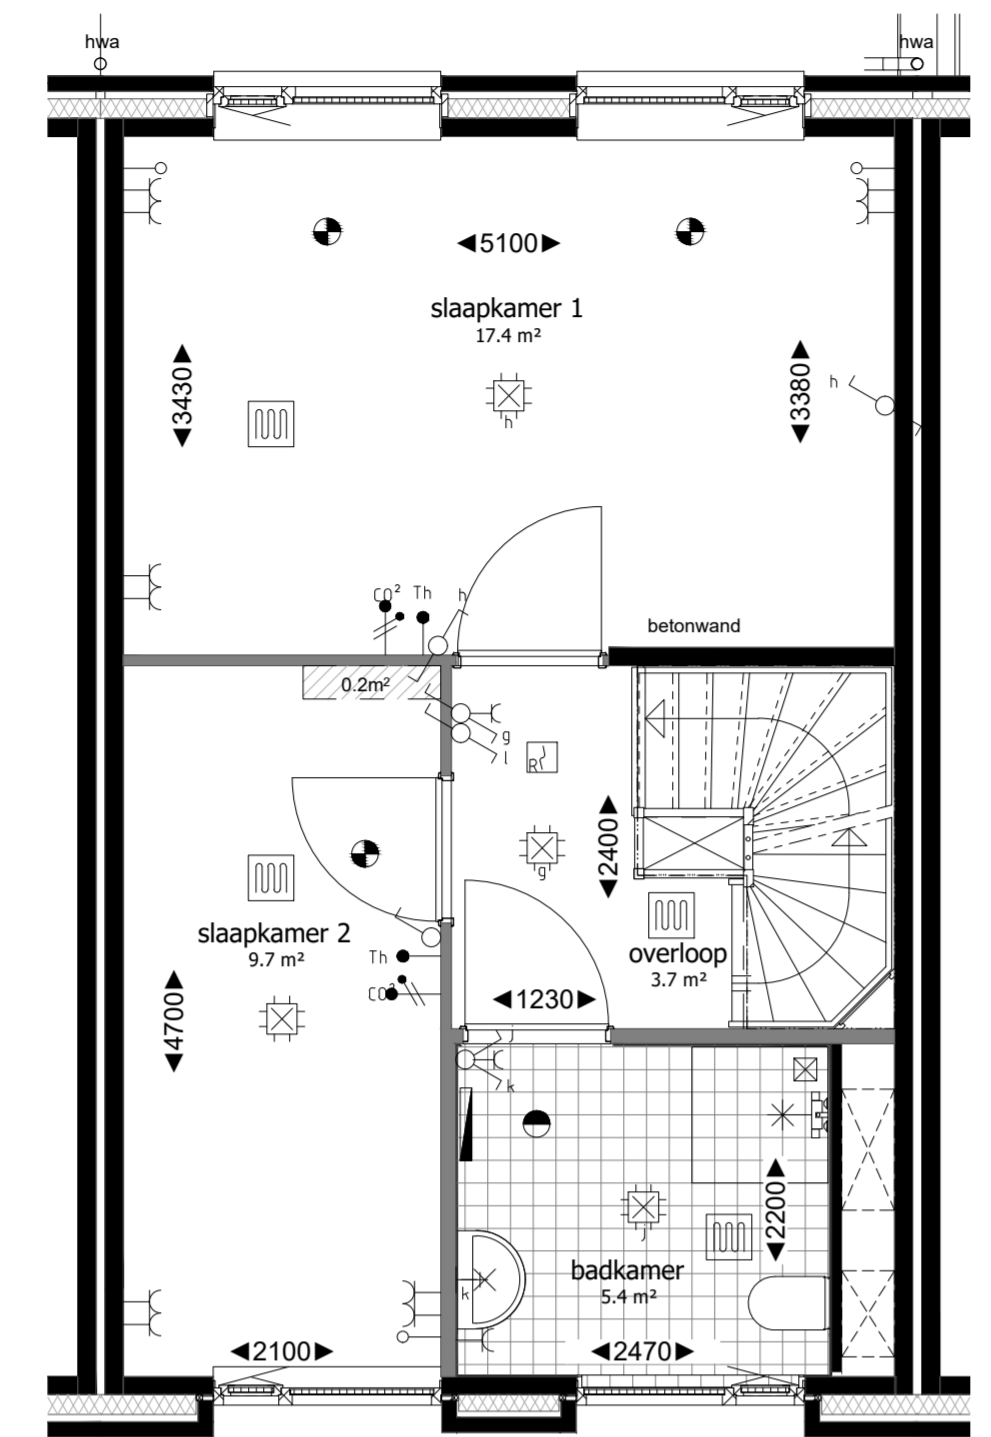 hwa
hwa
5100
slaapkamer 1
17.4 m²
3430
3380
h
h
CO²
Th
h
betonwand
0.2m²
g
l
R
2400
g
slaapkamer 2
9.7 m²
overloop
3.7 m²
Th
CO²
1230
4700
j
k
2200
j
badkamer
5.4 m²
k
2100
2470